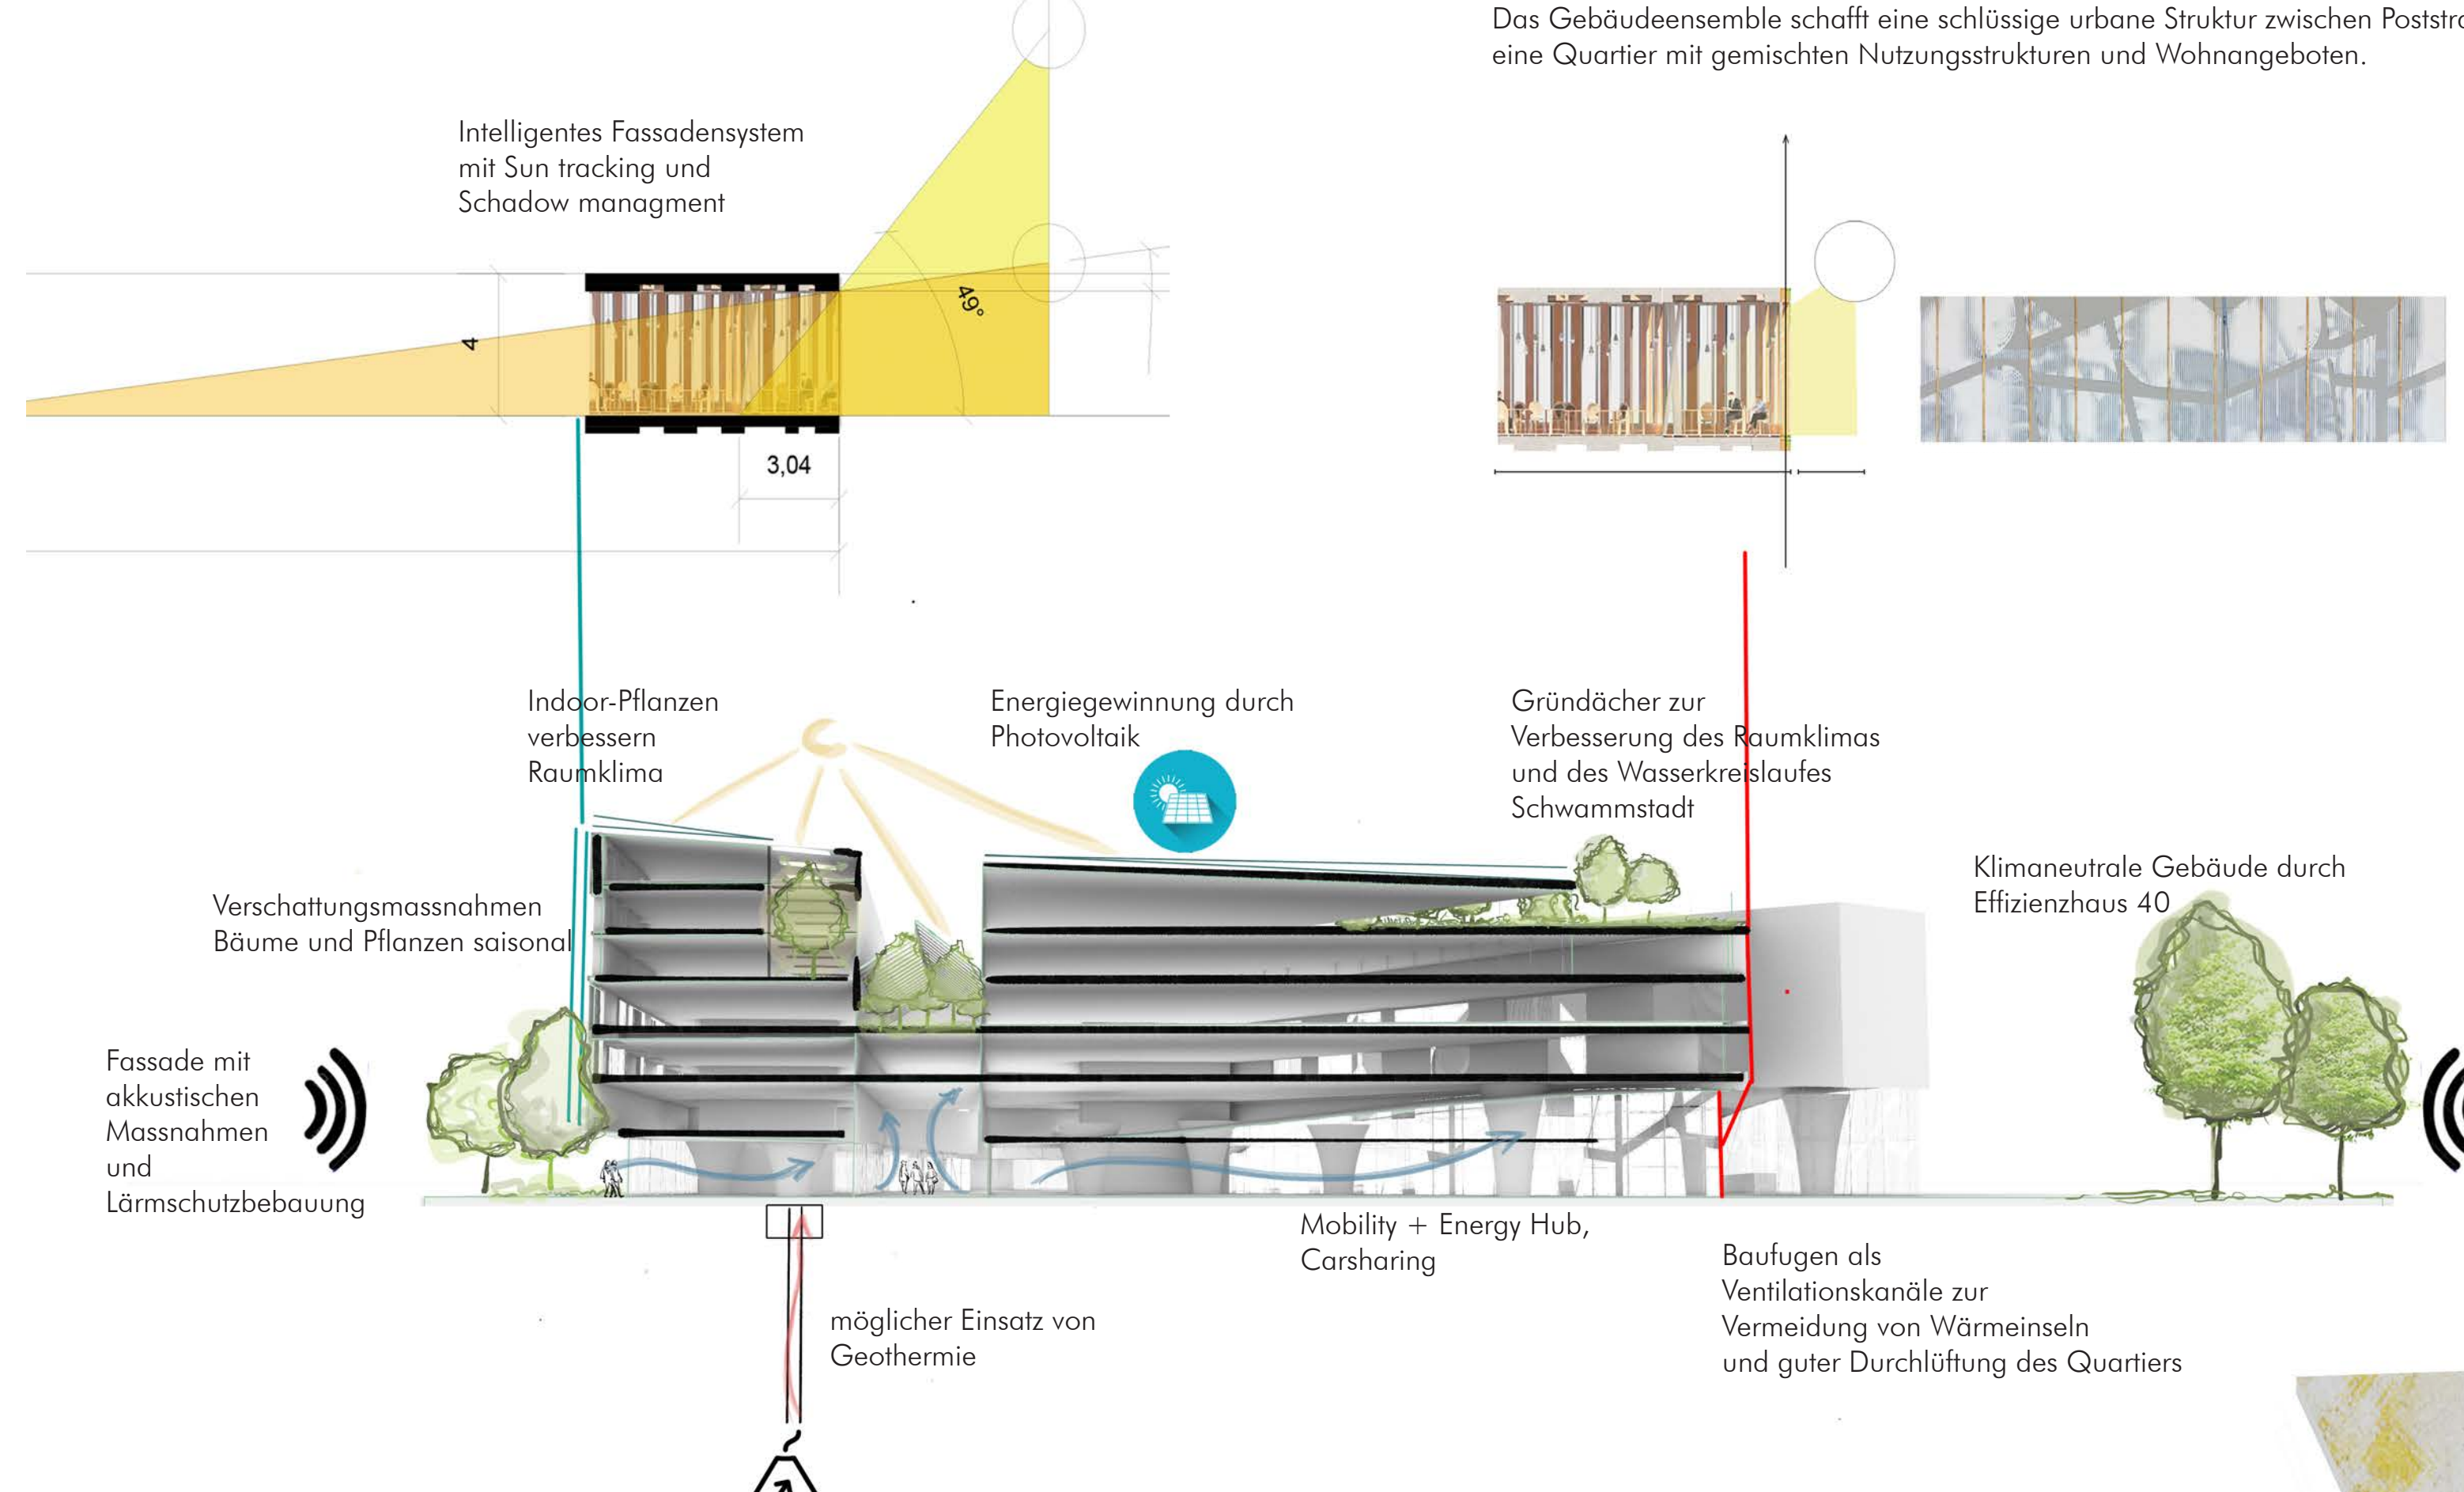 Das Gebäudeensemble schafft eine schlüssige urbane Struktur zwischen
eine Quartier mit gemischten Nutzungsstrukturen und Wohnangeboten.
Intelligentes Fassadensystem
mit Sun tracking und
Schadow managment
49°
4
3,04
Indoor-Pflanzen
verbessern
Raumklima
Energiegewinnung durch
Photovoltaik
Gründächer zur
Verbesserung des Raumklimas
und des Wasserkreislaufes
Schwammstadt
Verschattungsmassnahmen
Bäume und Pflanzen saisonal
Klimaneutrale Gebäude durch
Effizienzhaus 40
Fassade mit
akkustischen
Massnahmen
und
Lärmschutzbebauung
Mobility + Energy Hub,
Carsharing
Baufugen als
Ventilationskanäle zur
Vermeidung von Wärmeinseln
und guter Durchlüftung des Quartiers
möglicher Einsatz von
Geothermie